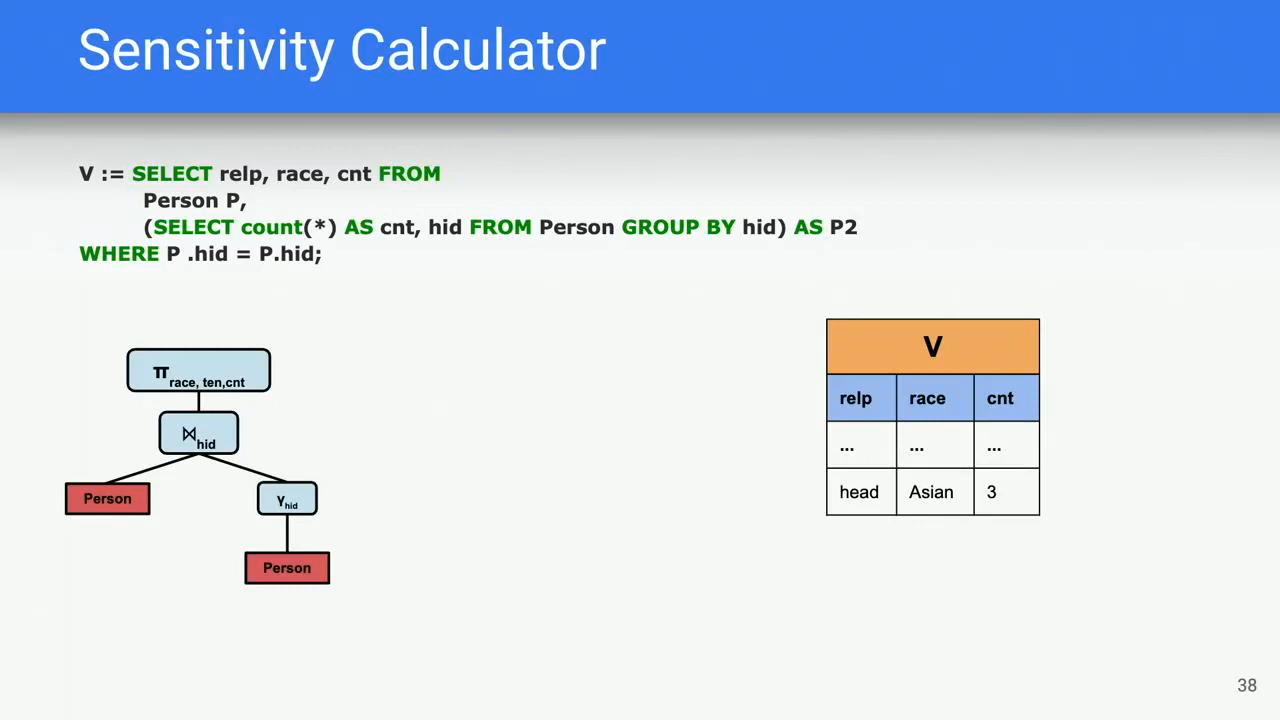 Sensitivity Calculator
V := SELECT relp, race, cnt FROM
Person P,
(SELECT count(*) AS cnt, hid FROM Person GROUP BY hid) AS P2
WHERE P .hid = P.hid;
π race, ten,cnt
⋈ hid
Person
γ hid
Person
V
relp race cnt
... ... ...
head Asian 3
38